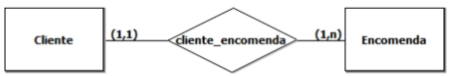 Cliente
(1,1)
cliente_encomenda
(1,n)
Encomenda